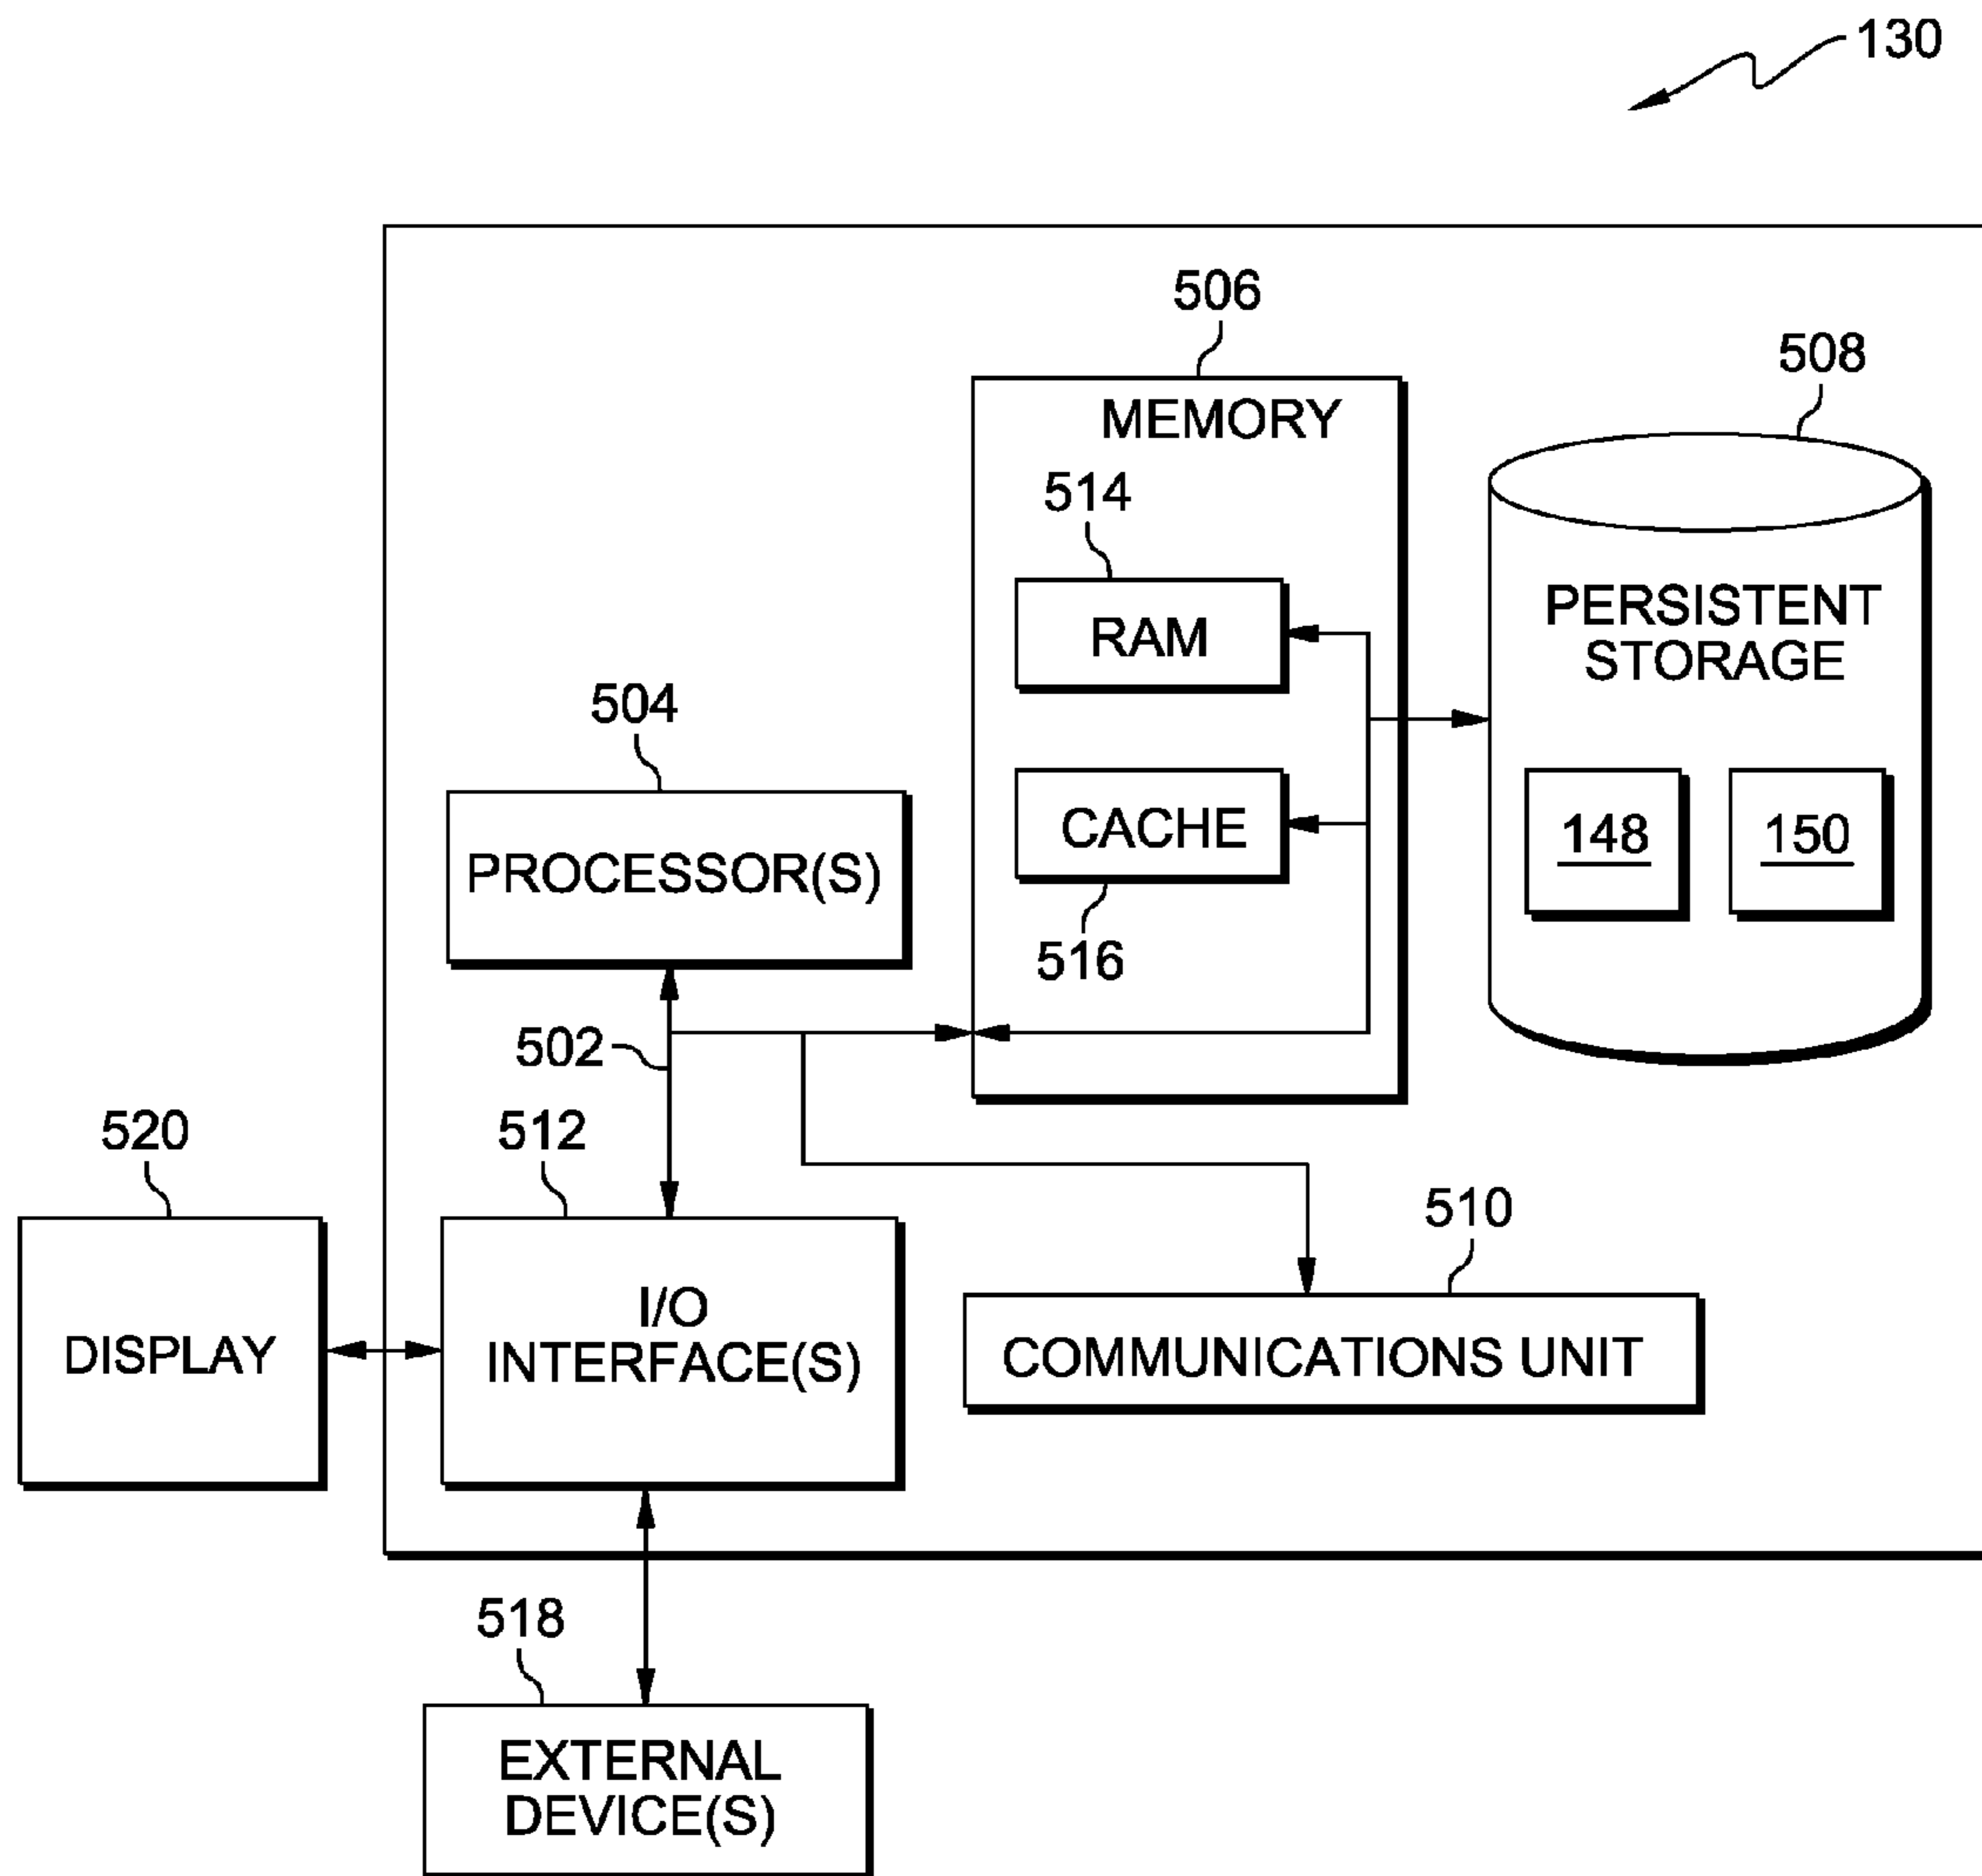 130
506
508
MEMORY
514
RAM
PERSISTENT
STORAGE
504
PROCESSOR(S)
CACHE
148
150
516
502
520
512
510
DISPLAY
I/O
INTERFACE(S)
COMMUNICATIONS UNIT
518
EXTERNAL
DEVICE(S)